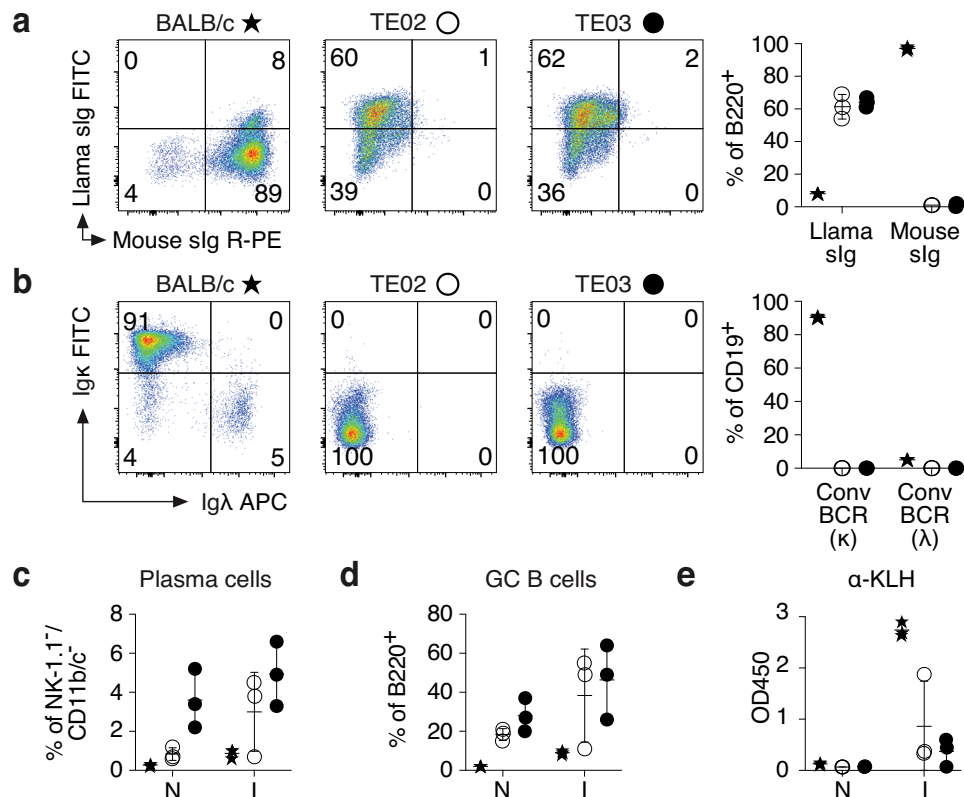 a
BALB/c ★ TE02 ○ TE03 ●
0 8
4 89
60 1
39 0
62 2
36 0
Llama sIg FITC
Mouse sIg R-PE
% of B220+
100
80
60
40
20
0
Llama sIg
Mouse sIg
b
BALB/c ★ TE02 ○ TE03 ●
91 0
4 5
0 0
100 0
0 0
100 0
Igκ FITC
Igλ APC
% of CD19+
100
80
60
40
20
0
Conv BCR (κ)
Conv BCR (λ)
c
Plasma cells
% of NK-1.1-/
CD11b/c-
8
6
4
2
0
N I
d
GC B cells
% of B220+
80
60
40
20
0
N I
e
α-KLH
OD450
3
2
1
0
N I